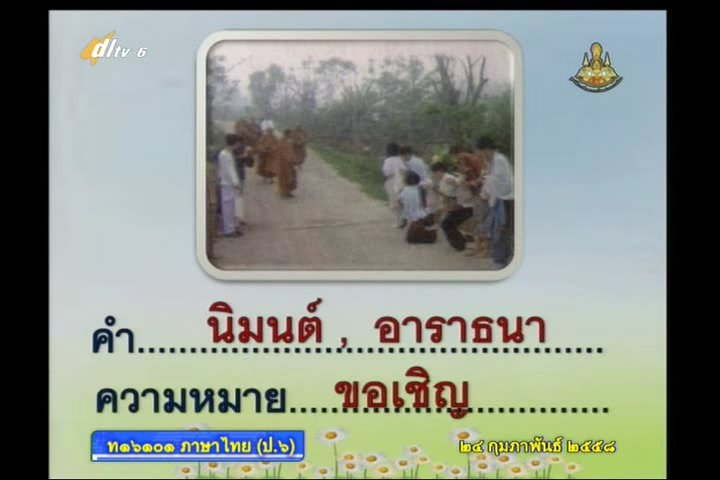 dltv 6
คำ......นิมนต์ , อาราธนา......
ความหมาย......ขอเชิญ......
ท๑๖๑๐๑ ภาษาไทย (ป.๖)
๒๔ กุมภาพันธ์ ๒๕๕๘